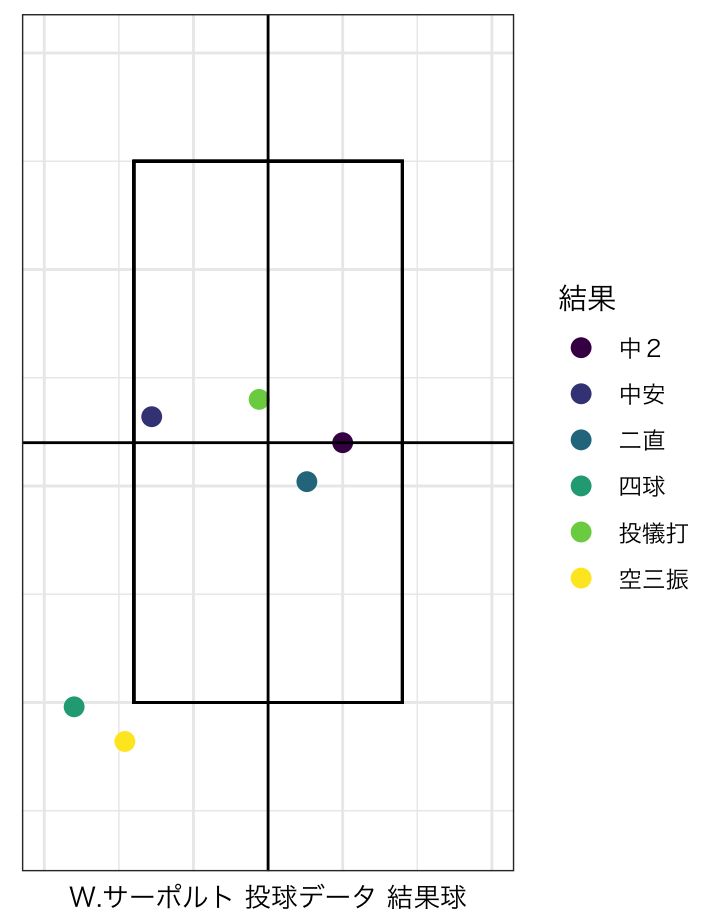 結果
中２
中安
二直
四球
投犠打
空三振
W.サーポルト 投球データ 結果球